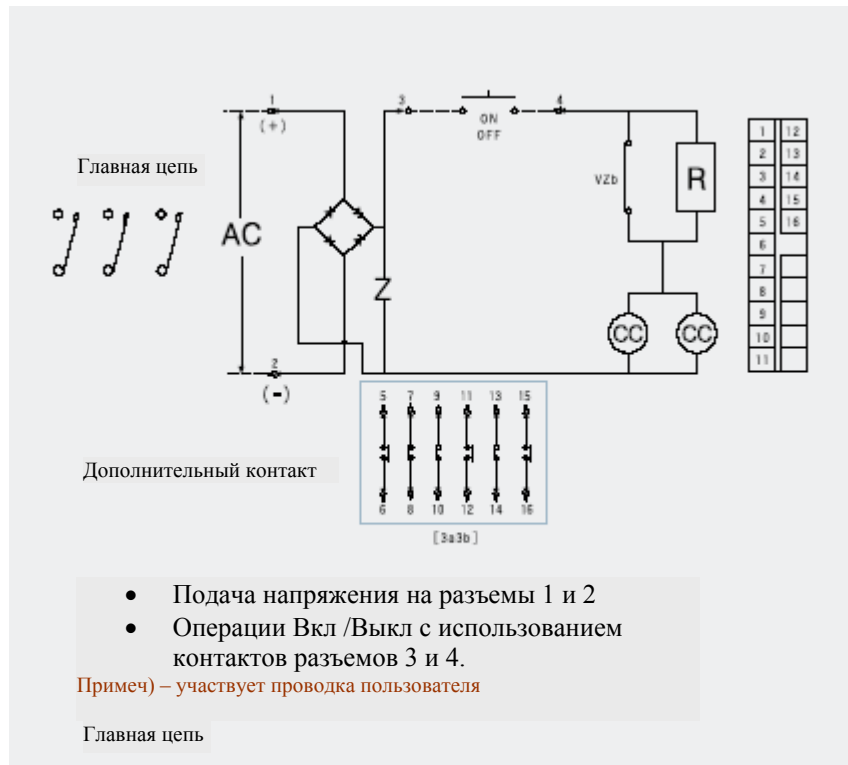 1
3
4
(+)
ON
OFF
Главная цепь
VZb
R
AC
Z
CC CC
2
(-)
1 12
2 13
3 14
4 15
5 16
6
7
8
9
10
11
5 7 9 11 13 15
Дополнительный контакт
6 8 10 12 14 16
[3a3b]
• Подача напряжения на разъемы 1 и 2
• Операции Вкл /Выкл с использованием
контактов разъемов 3 и 4.
Примеч) – участвует проводка пользователя
Главная цепь